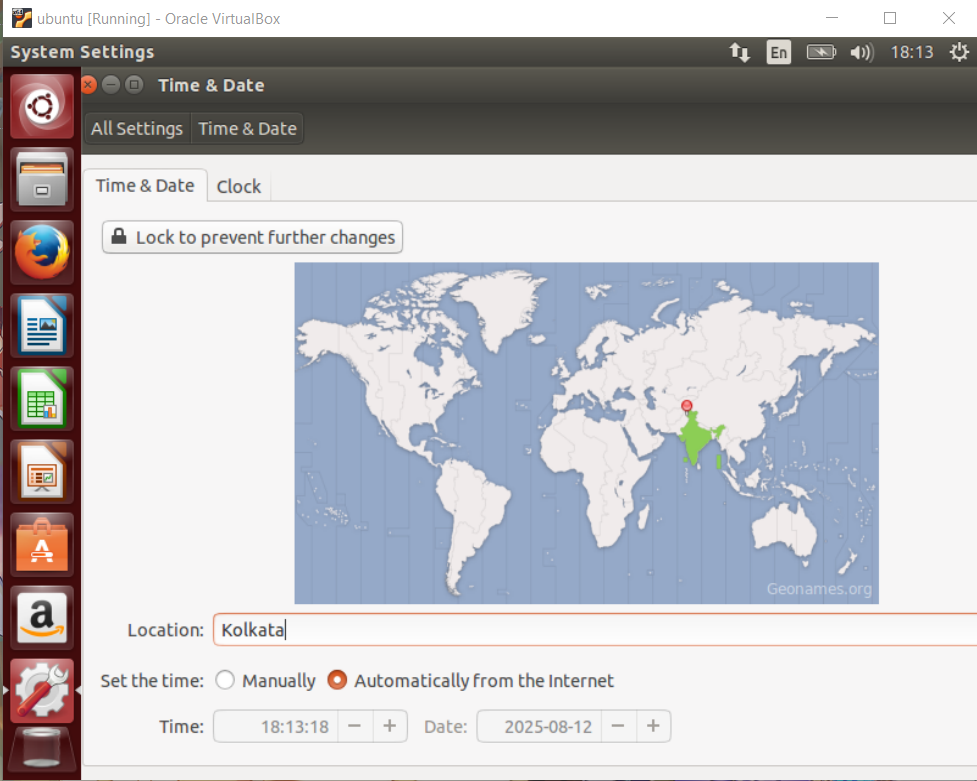 ubuntu [Running] - Oracle VirtualBox
System Settings En 18:13
Time & Date
All Settings Time & Date
Time & Date Clock
Lock to prevent further changes
Geonames.org
Location: Kolkata
Set the time: Manually Automatically from the Internet
Time: 18:13:18 − + Date: 2025-08-12 − +